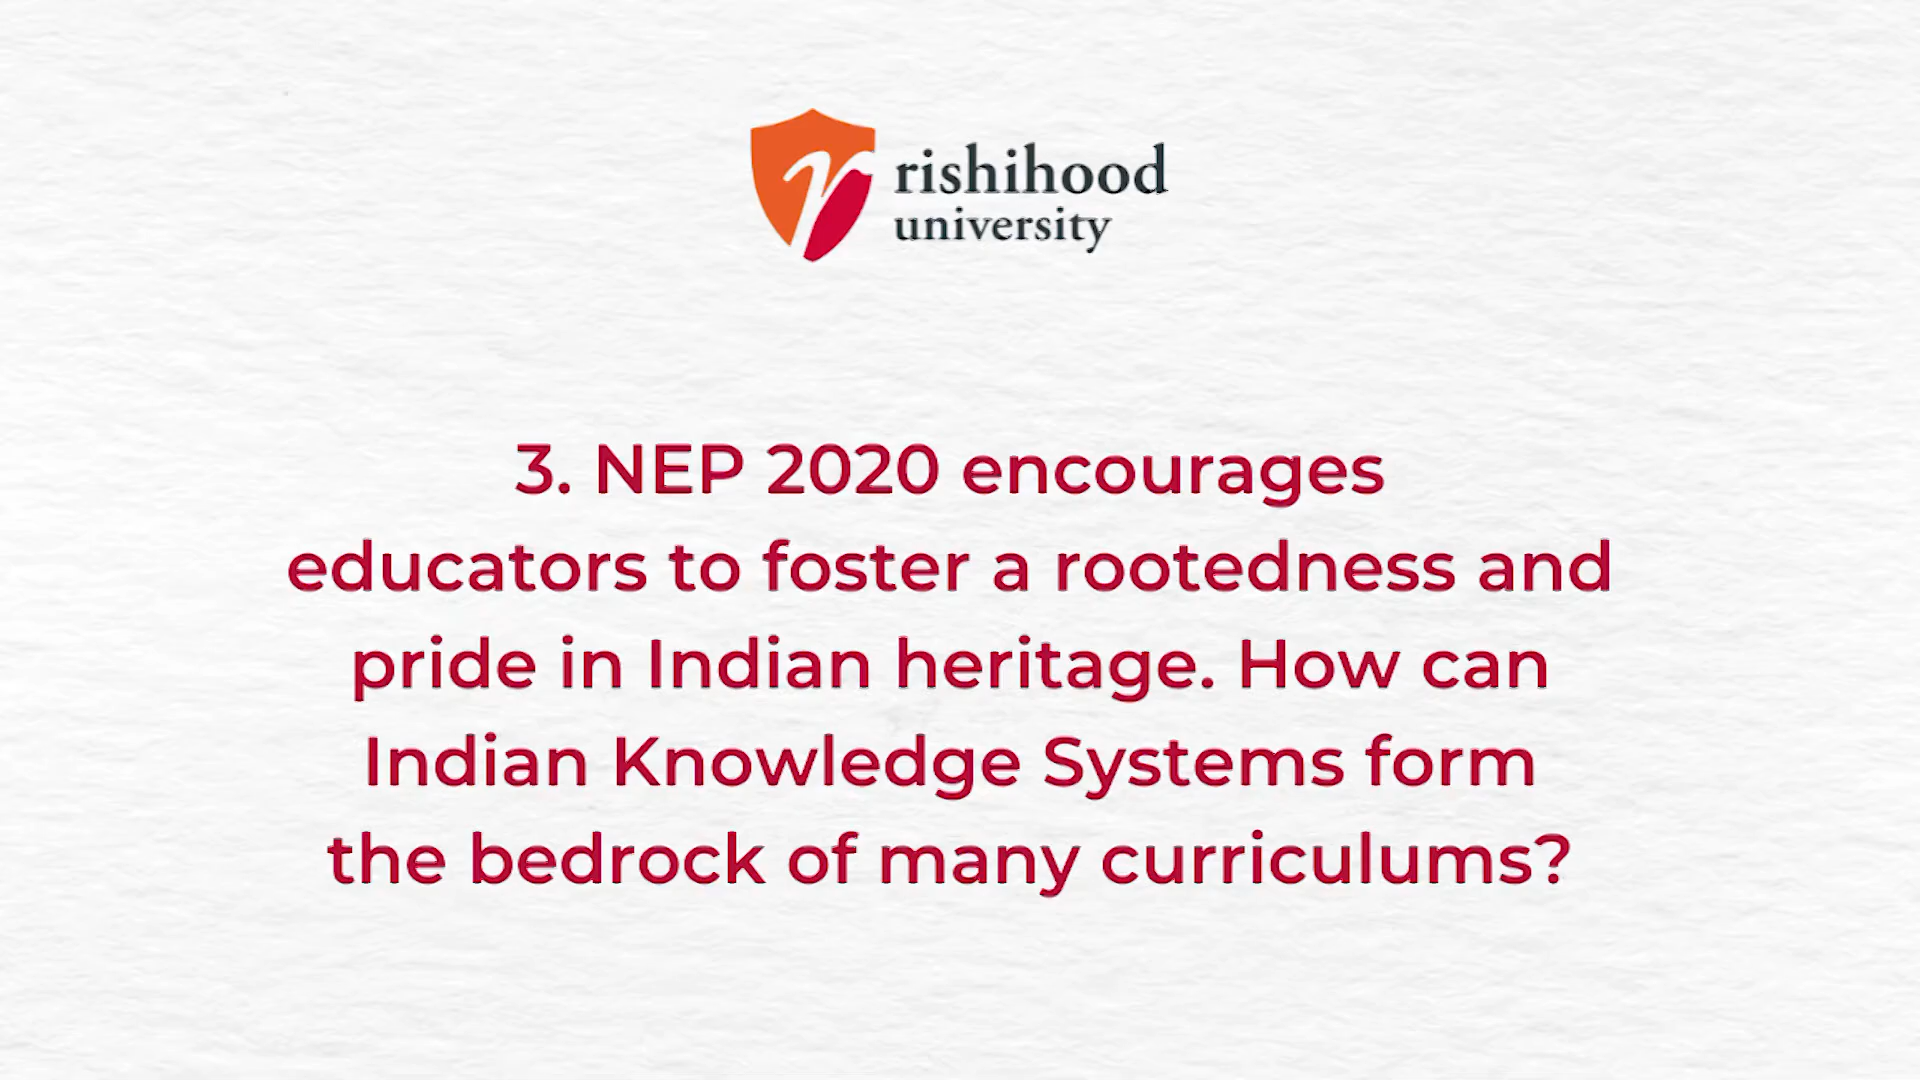 rishihood
university
3. NEP 2020 encourages
educators to foster a rootedness and
pride in Indian heritage. How can
Indian Knowledge Systems form
the bedrock of many curriculums?